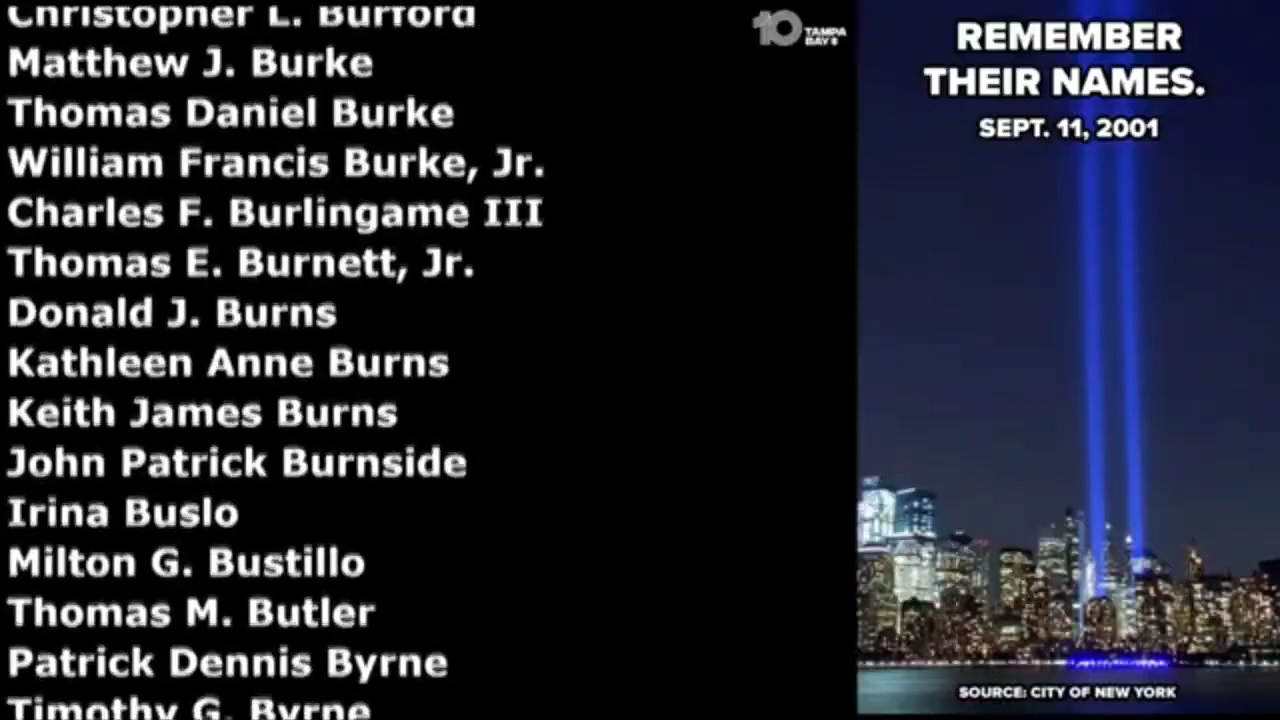 Christopher L. Burford
Matthew J. Burke
Thomas Daniel Burke
William Francis Burke, Jr.
Charles F. Burlingame III
Thomas E. Burnett, Jr.
Donald J. Burns
Kathleen Anne Burns
Keith James Burns
John Patrick Burnside
Irina Buslo
Milton G. Bustillo
Thomas M. Butler
Patrick Dennis Byrne
Timothy G. Byrne
10 TAMPA BAY
REMEMBER
THEIR NAMES.
SEPT. 11, 2001
SOURCE: CITY OF NEW YORK